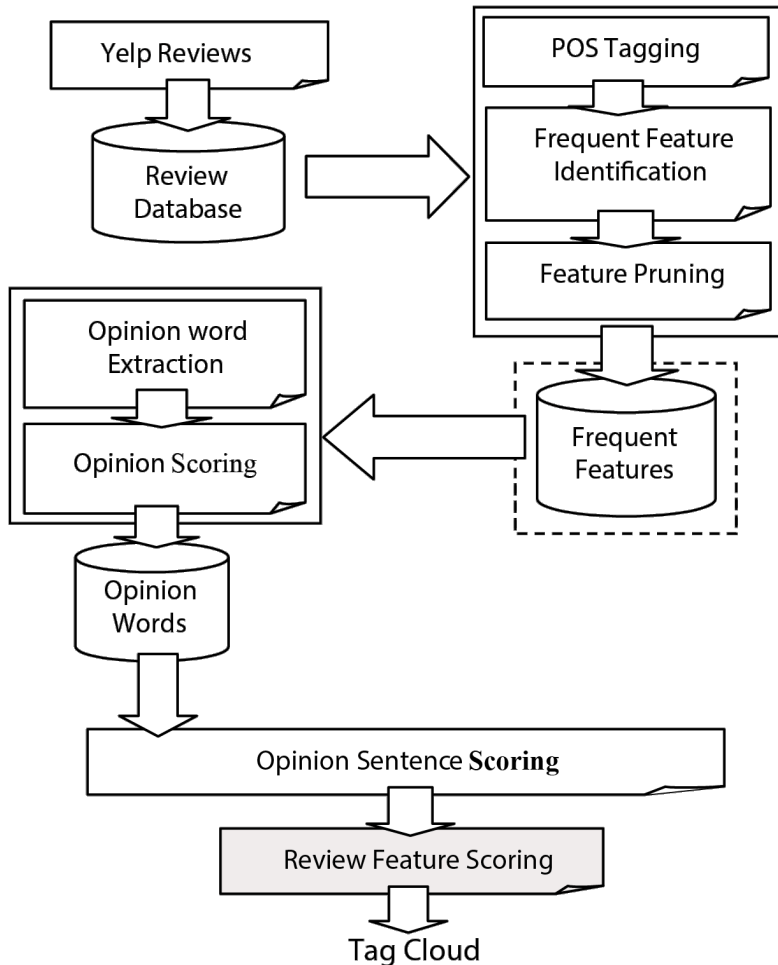 Yelp Reviews
Review
Database
POS Tagging
Frequent Feature
Identification
Feature Pruning
Frequent
Features
Opinion word
Extraction
Opinion Scoring
Opinion
Words
Opinion Sentence Scoring
Review Feature Scoring
Tag Cloud